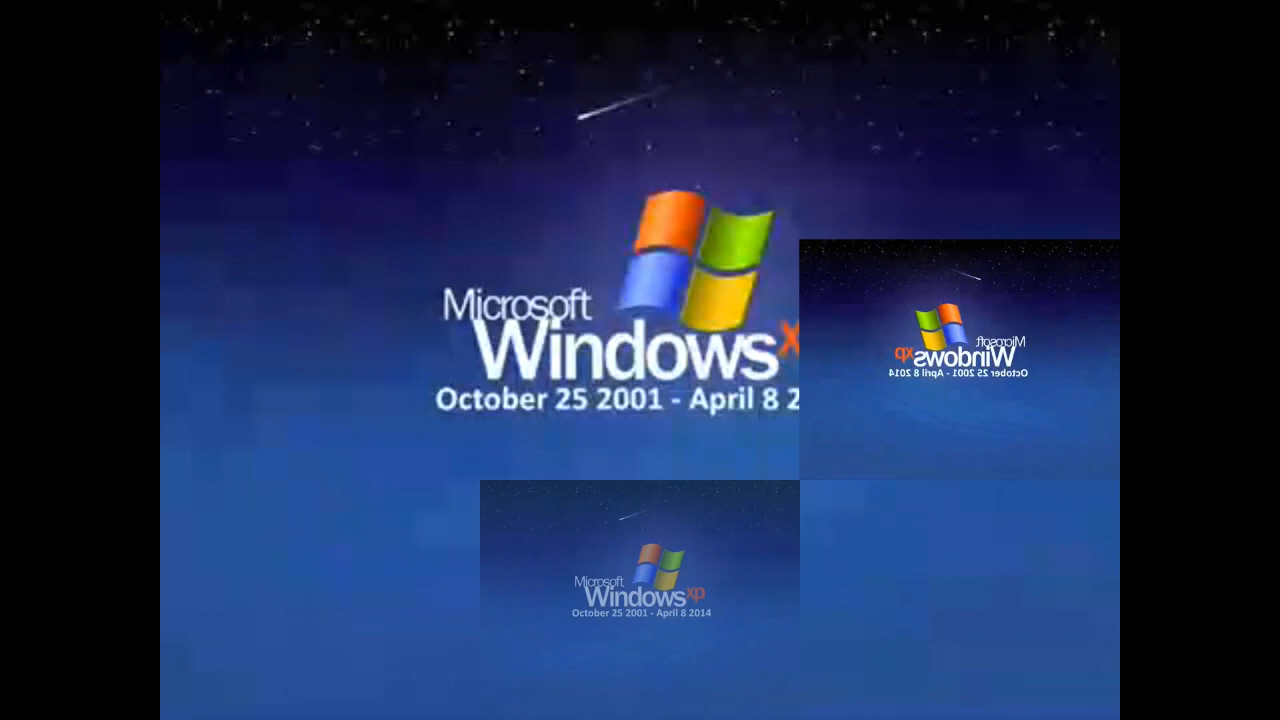 Microsoft
Windows x
October 25 2001 - April 8 2
Microsoft
Windows xp
October 25 2001 - April 8 2014
Microsoft
Windows xp
October 25 2001 - April 8 2014